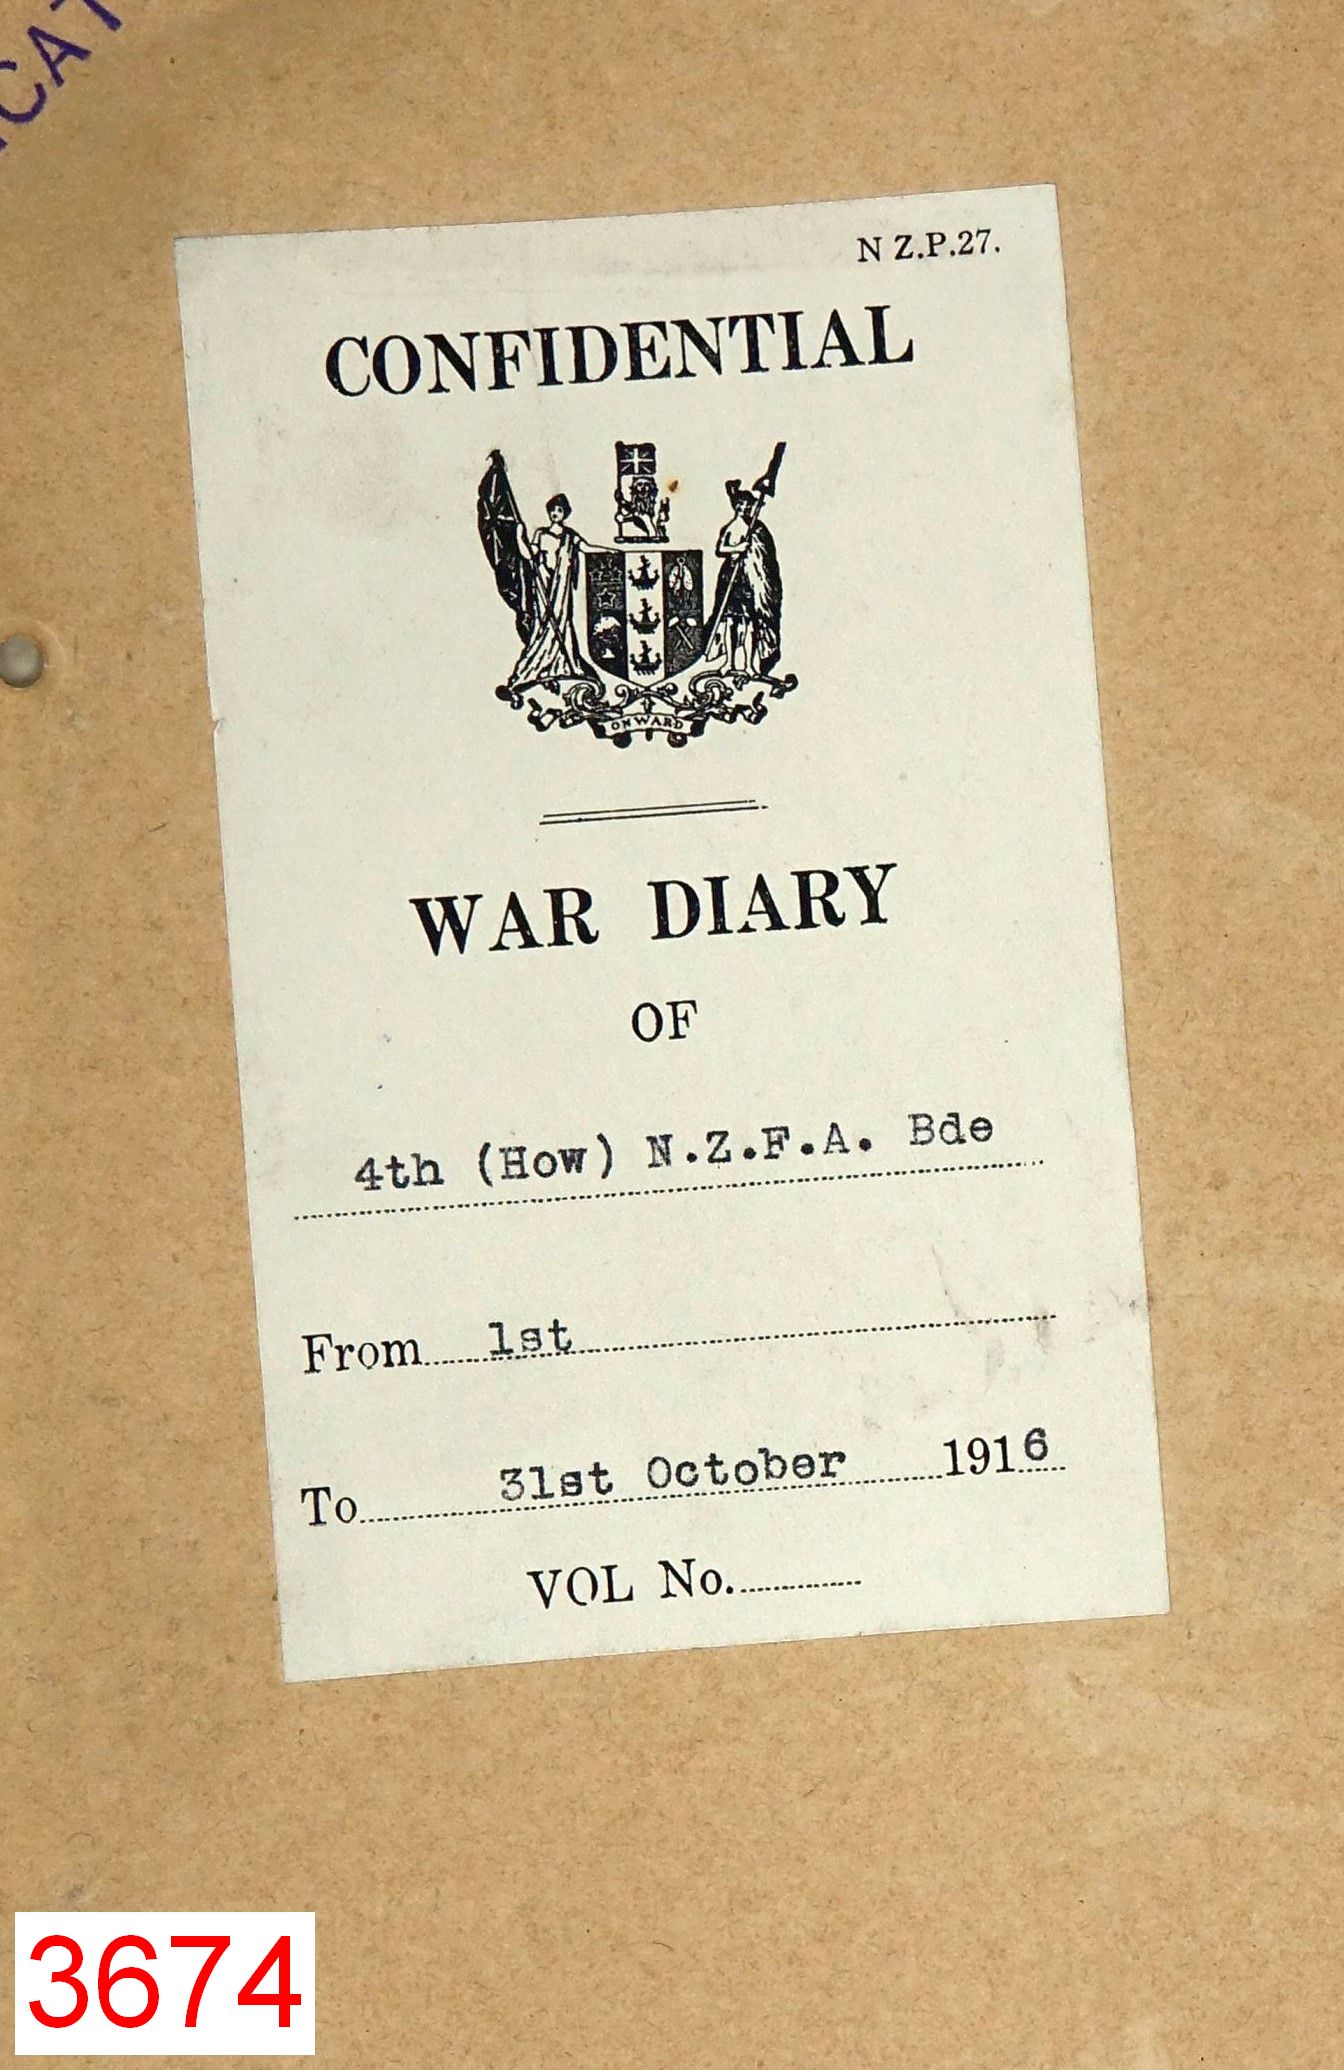 N Z.P.27.
CONFIDENTIAL
ONWARD
WAR DIARY
OF
4th (How) N.Z.F.A. Bde
From 1st
To 31st October 1916
VOL No.
3674